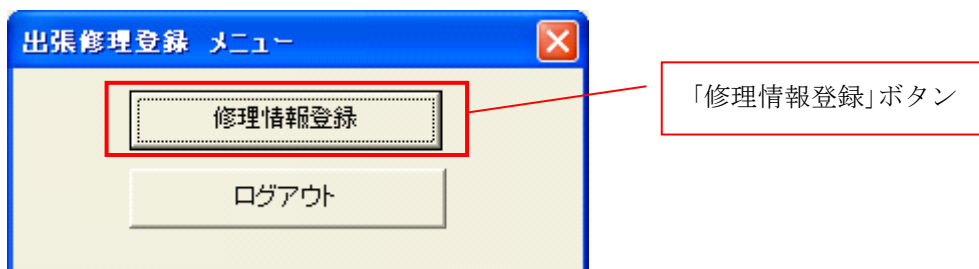 出張修理登録 メニュー
修理情報登録
「修理情報登録」ボタン
ログアウト